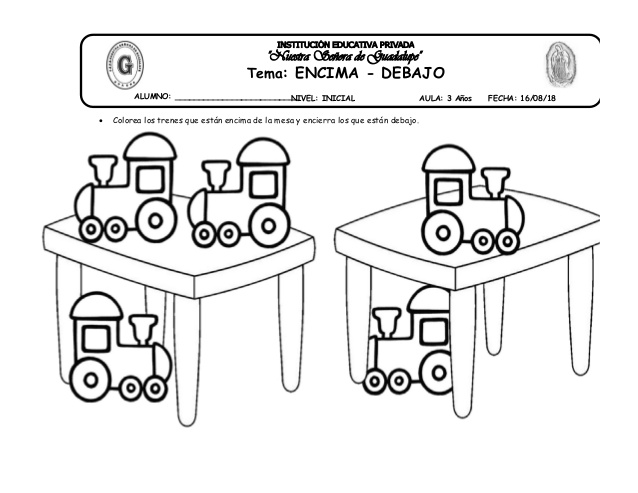 INSTITUCIÓN EDUCATIVA PRIVADA
"Nuestra Señora de Guadalupe"
Tema: ENCIMA - DEBAJO
ALUMNO: __________________________NIVEL: INICIAL AULA: 3 Años FECHA: 16/08/18
• Colorea los trenes que están encima de la mesa y encierra los que están debajo.
G